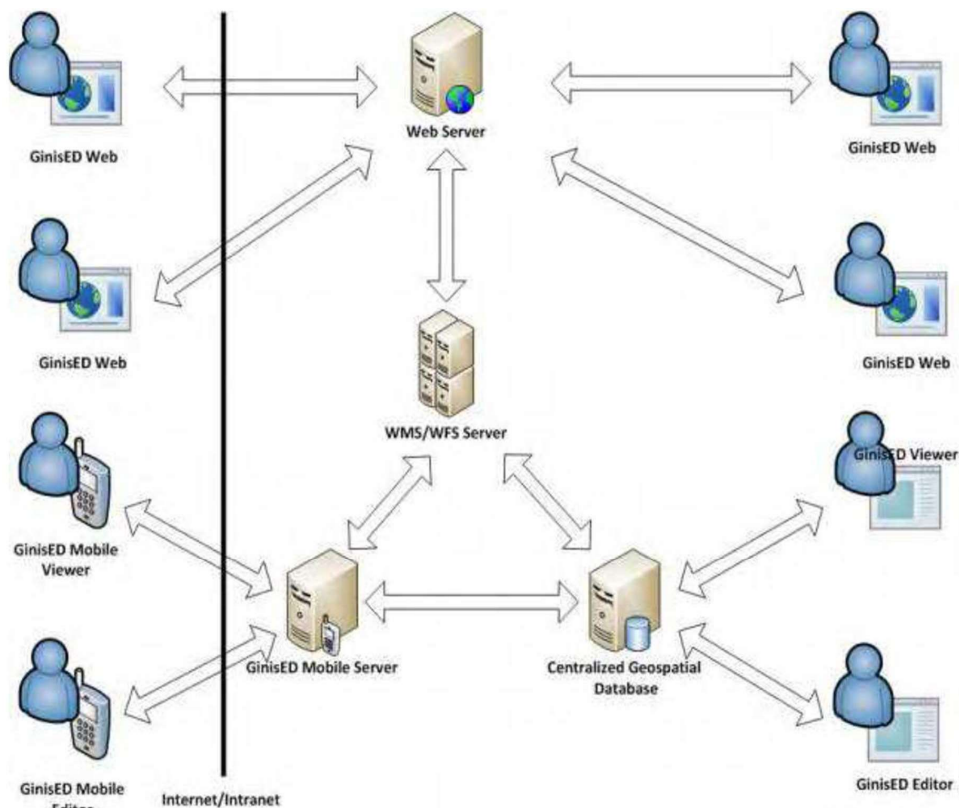 Web Server
GinisED Web
GinisED Web
GinisED Web
GinisED Web
WMS/WFS Server
GinisED Viewer
GinisED Mobile
Viewer
GinisED Mobile Server
Centralized Geospatial
Database
GinisED Mobile
Editor
Internet/Intranet
GinisED Editor